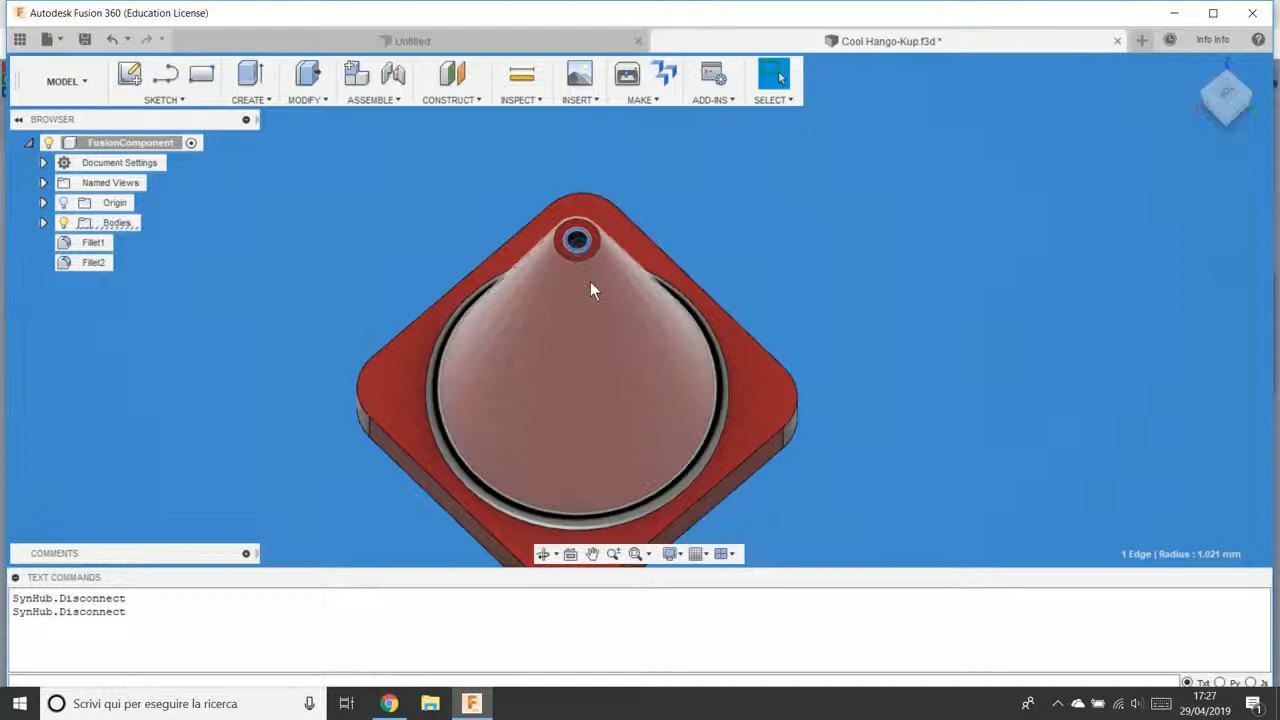 Autodesk Fusion 360 (Education License)
Untitled
Cool Hango-Kup.f3d*
Info Info
MODEL
SKETCH
CREATE
MODIFY
ASSEMBLE
CONSTRUCT
INSPECT
INSERT
MAKE
ADD-INS
SELECT
BROWSER
FusionComponent
Document Settings
Named Views
Origin
Bodies
Fillet1
Fillet2
COMMENTS
1 Edge | Radius : 1.021 mm
TEXT COMMANDS
SynHub.Disconnect
SynHub.Disconnect
Txt Py Js
Scrivi qui per eseguire la ricerca
17:27
29/04/2019